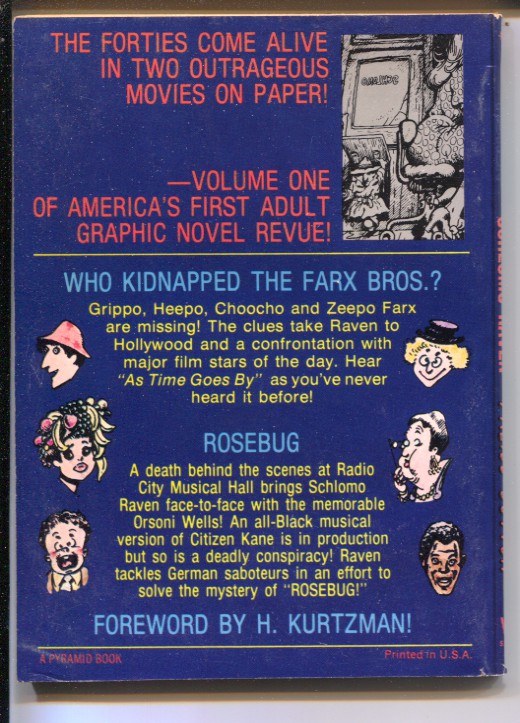 THE FORTIES COME ALIVE
IN TWO OUTRAGEOUS
MOVIES ON PAPER!
—VOLUME ONE
OF AMERICA'S FIRST ADULT
GRAPHIC NOVEL REVUE!
WHO KIDNAPPED THE FARX BROS.?
Grippo, Heepo, Choocho and Zeepo Farx
are missing! The clues take Raven to
Hollywood and a confrontation with
major film stars of the day. Hear
"As Time Goes By" as you've never
heard it before!
ROSEBUG
A death behind the scenes at Radio
City Musical Hall brings Schlomo
Raven face-to-face with the memorable
Orsoni Wells! An all-Black musical
version of Citizen Kane is in production
but so is a deadly conspiracy! Raven
tackles German saboteurs in an effort to
solve the mystery of "ROSEBUG!"
FOREWORD BY H. KURTZMAN!
A PYRAMID BOOK
Printed in U.S.A.